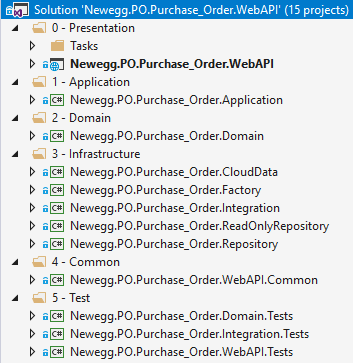 Solution 'Newegg.PO.Purchase_Order.WebAPI' (15 projects)
0 - Presentation
Tasks
Newegg.PO.Purchase_Order.WebAPI
1 - Application
C# Newegg.PO.Purchase_Order.Application
2 - Domain
C# Newegg.PO.Purchase_Order.Domain
3 - Infrastructure
C# Newegg.PO.Purchase_Order.CloudData
C# Newegg.PO.Purchase_Order.Factory
C# Newegg.PO.Purchase_Order.Integration
C# Newegg.PO.Purchase_Order.ReadOnlyRepository
C# Newegg.PO.Purchase_Order.Repository
4 - Common
C# Newegg.PO.Purchase_Order.WebAPI.Common
5 - Test
C# Newegg.PO.Purchase_Order.Domain.Tests
C# Newegg.PO.Purchase_Order.Integration.Tests
C# Newegg.PO.Purchase_Order.WebAPI.Tests